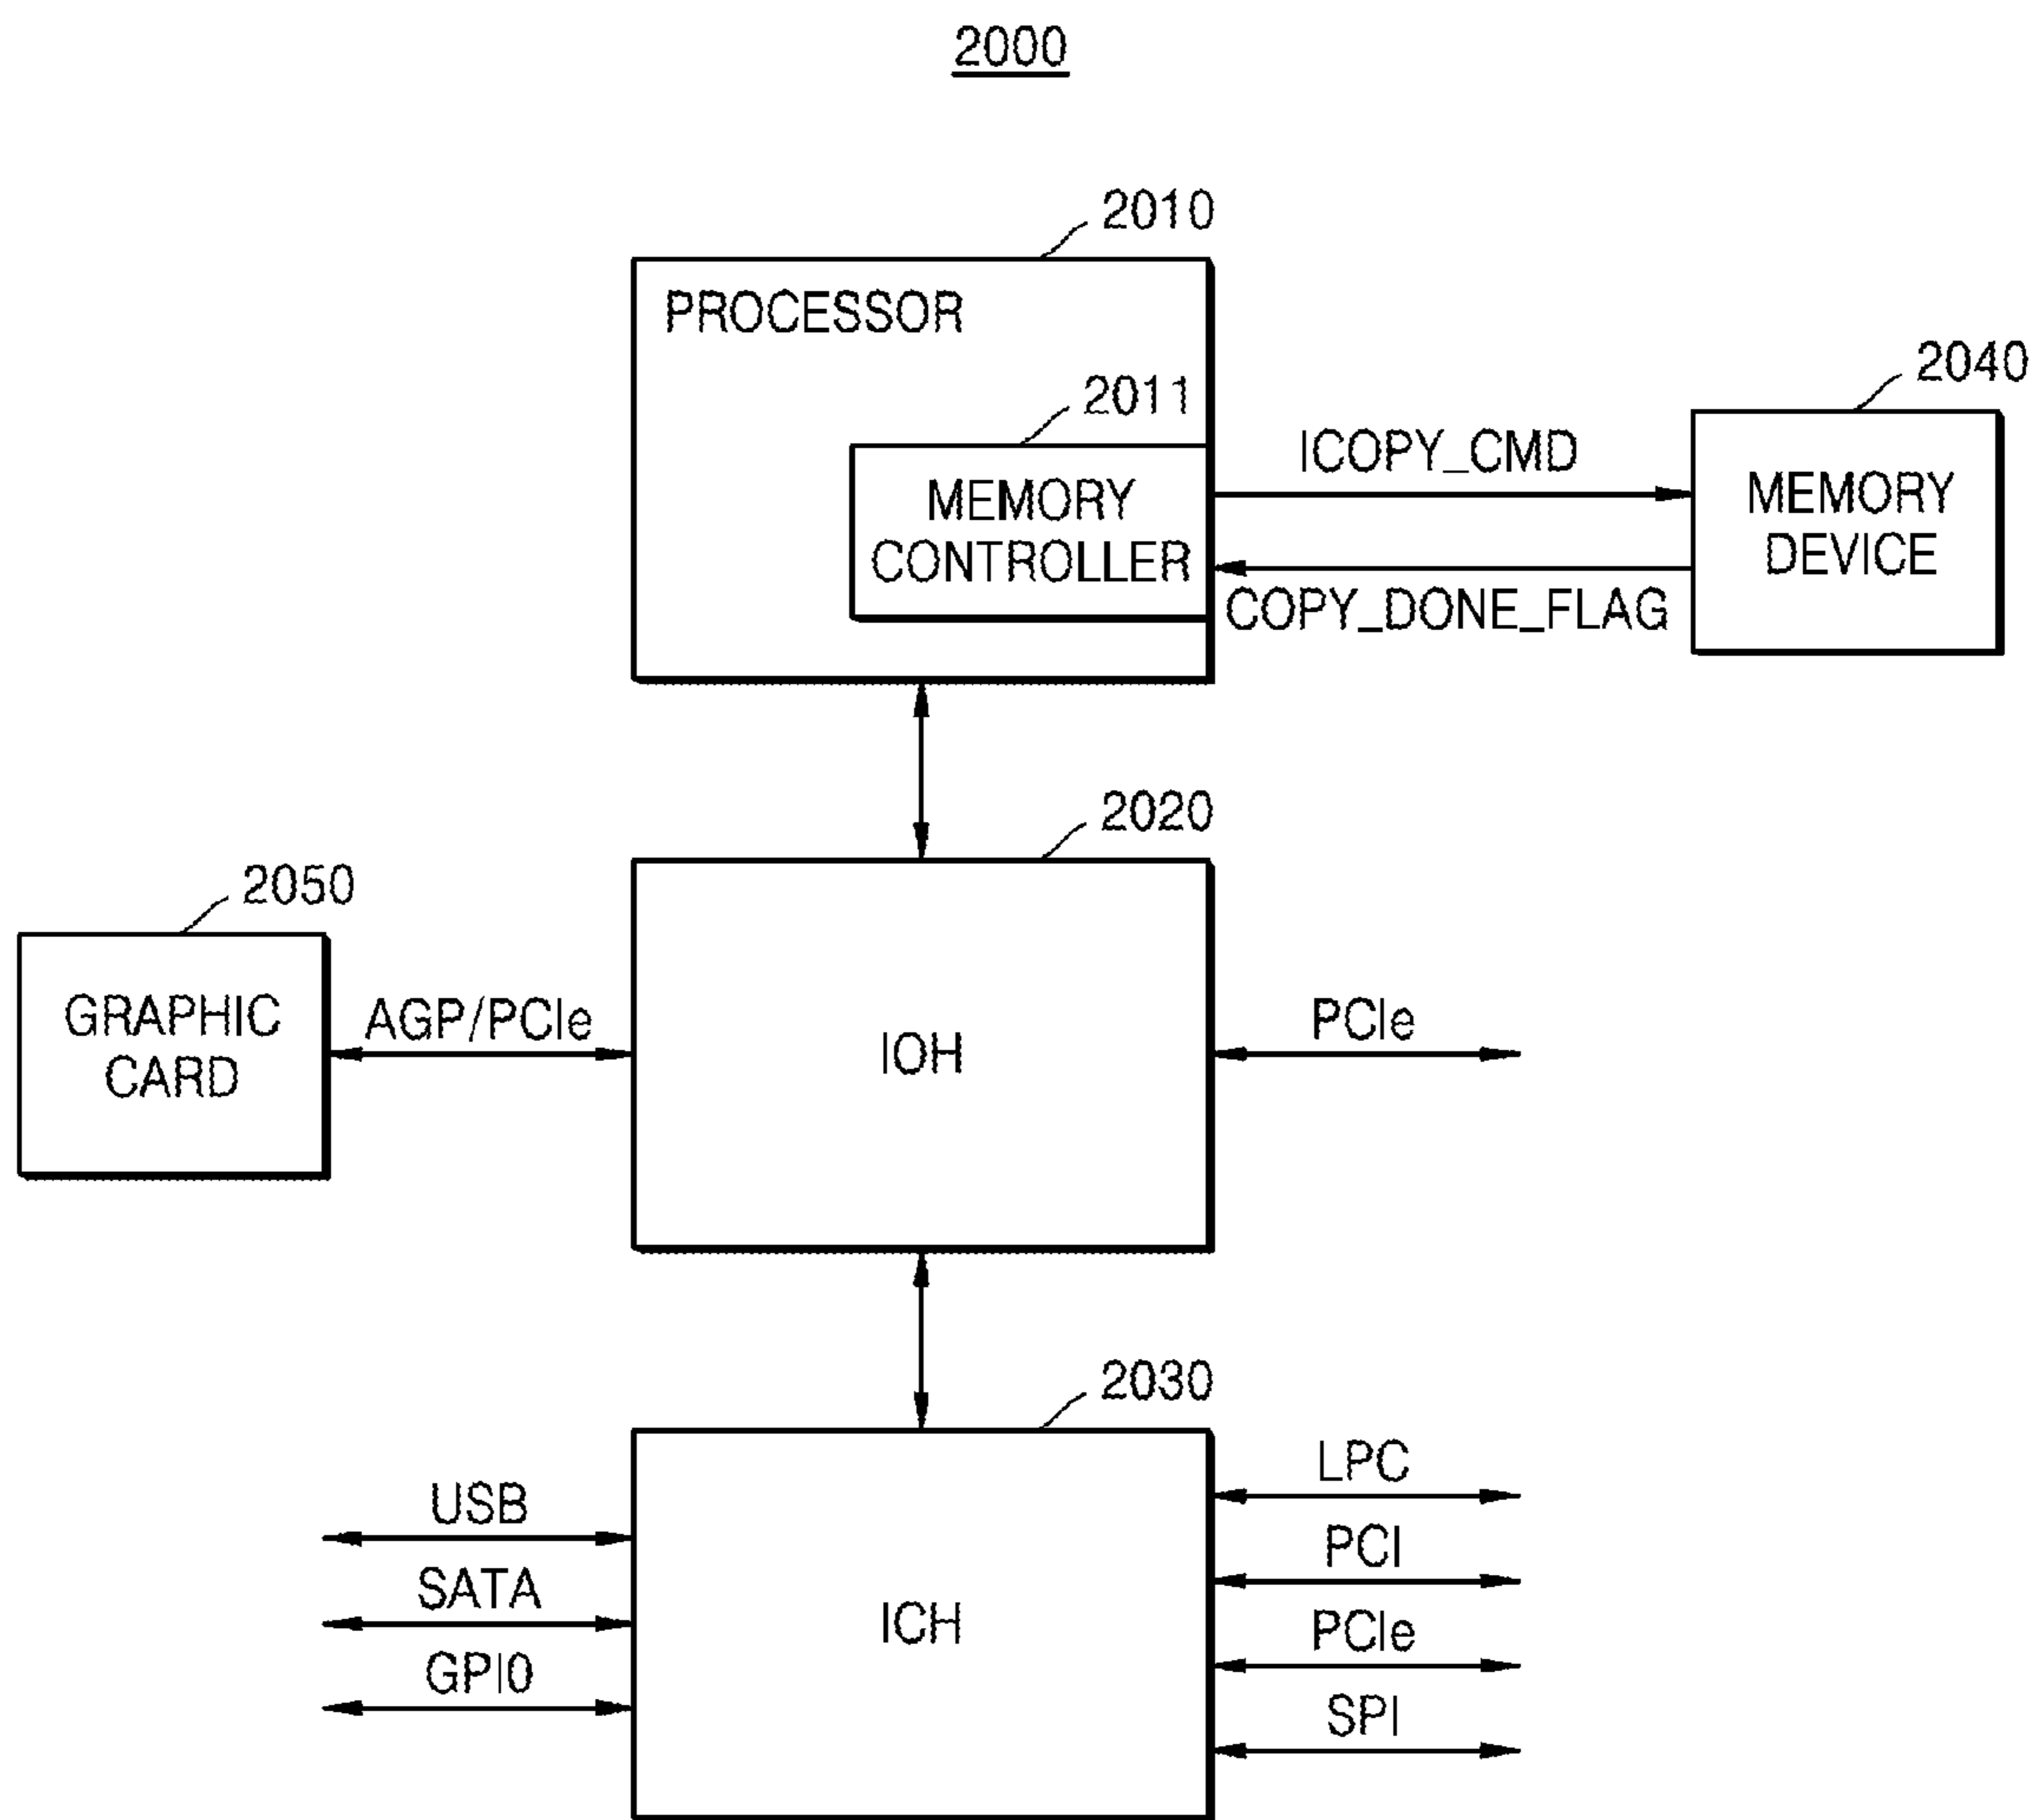 2000
2010
PROCESSOR
2011
MEMORY
CONTROLLER
ICOPY_CMD
COPY_DONE_FLAG
2040
MEMORY
DEVICE
2020
IOH
2050
GRAPHIC
CARD
AGP/PCIe
PCIe
2030
ICH
USB
SATA
GPIO
LPC
PCI
PCIe
SPI